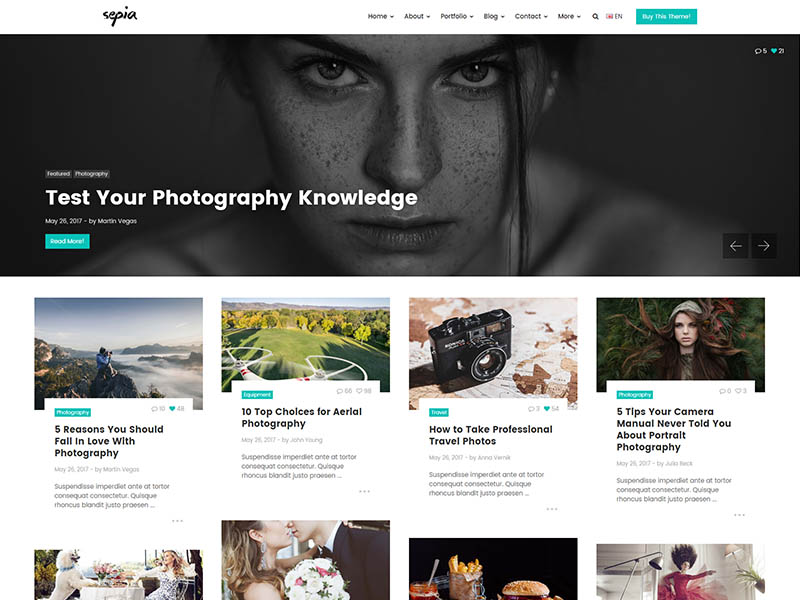 sepia
Home About Portfolio Blog Contact More EN Buy This Theme!
5 21
Featured Photography
Test Your Photography Knowledge
May 26, 2017 - by Martin Vegas
Read More!
Photography 10 48
5 Reasons You Should
Fall In Love With
Photography
May 26, 2017 - by Martin Vegas
Suspendisse imperdiet ante at tortor
consequat consectetur. Quisque
rhoncus blandit justo praesen ...
Equipment 66 98
10 Top Choices for Aerial
Photography
May 26, 2017 - by John Young
Suspendisse imperdiet ante at tortor
consequat consectetur. Quisque
rhoncus blandit justo praesen ...
Travel 3 54
How to Take Professional
Travel Photos
May 26, 2017 - by Anna Vernik
Suspendisse imperdiet ante at tortor
consequat consectetur. Quisque
rhoncus blandit justo praesen ...
Photography 0 3
5 Tips Your Camera
Manual Never Told You
About Portrait
Photography
May 26, 2017 - by Julia Beck
Suspendisse imperdiet ante at tortor
consequat consectetur. Quisque
rhoncus blandit justo praesen ...